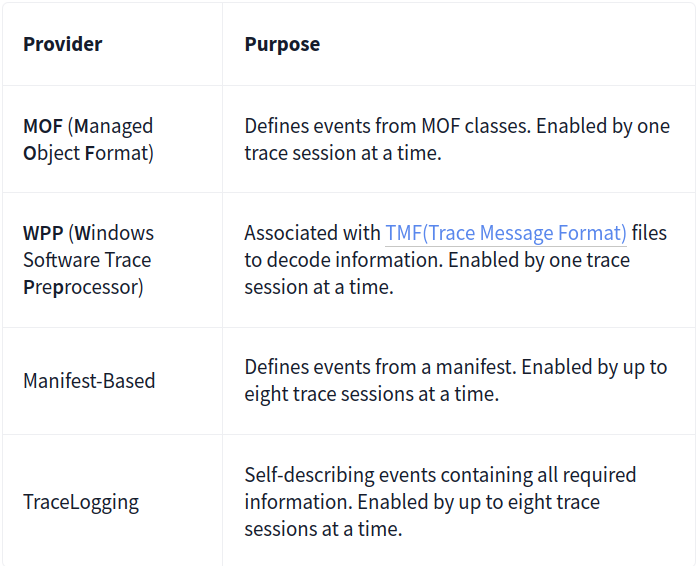 Provider
Purpose
MOF (Managed
Object Format)
Defines events from MOF classes. Enabled by one
trace session at a time.
WPP (Windows
Software Trace
Preprocessor)
Associated with TMF(Trace Message Format) files
to decode information. Enabled by one trace
session at a time.
Manifest-Based
Defines events from a manifest. Enabled by up to
eight trace sessions at a time.
TraceLogging
Self-describing events containing all required
information. Enabled by up to eight trace
sessions at a time.